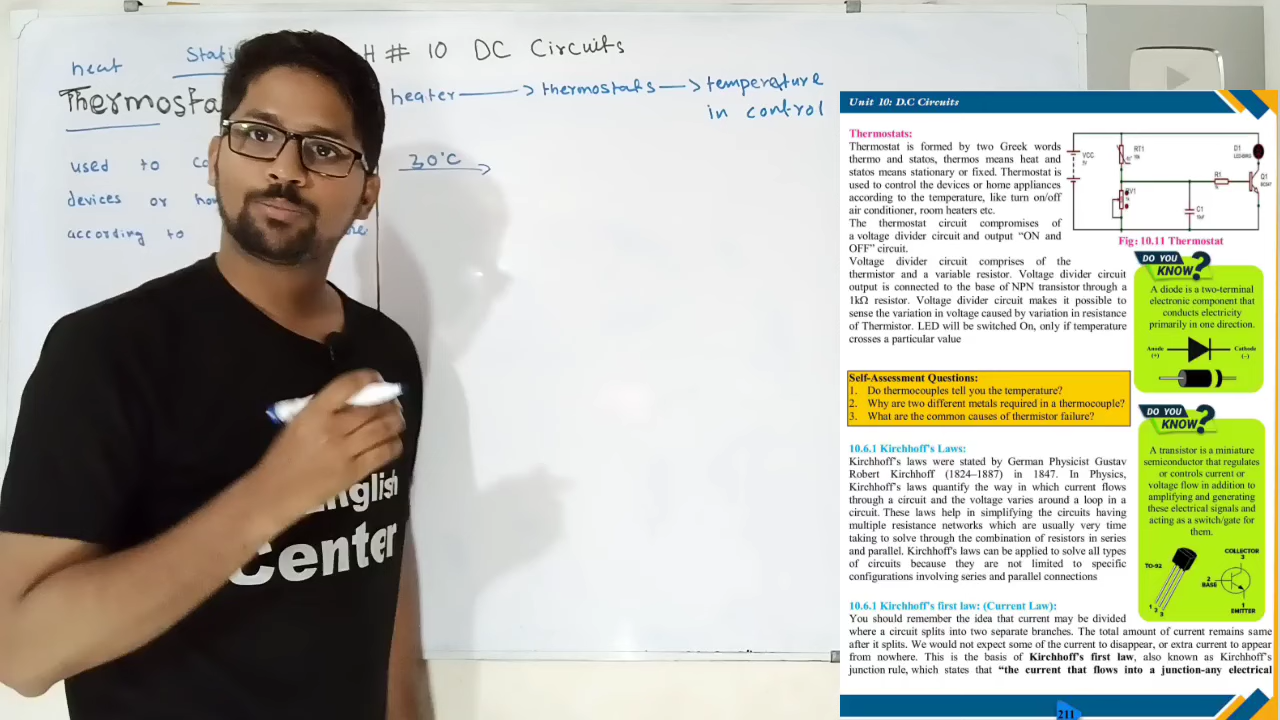 CH # 10 DC Circuits
heat
heater → thermostats → temperature
in control
30°C
used to
devices or
according to
English
Center
Unit 10: D.C Circuits
Thermostats:
Thermostat is formed by two Greek words
thermo and statos, thermos means heat and
statos means stationary or fixed. Thermostat is
used to control the devices or home appliances
according to the temperature, like turn on/off
air conditioner, room heaters etc.
The thermostat circuit compromises of
a voltage divider circuit and output “ON and
OFF” circuit.
Voltage divider circuit comprises of the
thermistor and a variable resistor. Voltage divider circuit
output is connected to the base of NPN transistor through a
1kΩ resistor. Voltage divider circuit makes it possible to
sense the variation in voltage caused by variation in resistance
of Thermistor. LED will be switched On, only if temperature
crosses a particular value
VCC
RT1
RV1
C1
R1
D1
Q1
Fig: 10.11 Thermostat
DO YOU
KNOW?
A diode is a two-terminal
electronic component that
conducts electricity
primarily in one direction.
Anode
(+)
Cathode
(-)
Self-Assessment Questions:
1. Do thermocouples tell you the temperature?
2. Why are two different metals required in a thermocouple?
3. What are the common causes of thermistor failure?
DO YOU
KNOW?
A transistor is a miniature
semiconductor that regulates
or controls current or
voltage flow in addition to
amplifying and generating
these electrical signals and
acting as a switch/gate for
them.
TO-92
COLLECTOR
3
2
BASE
1
EMITTER
1 2 3
10.6.1 Kirchhoff's Laws:
Kirchhoff's laws were stated by German Physicist Gustav
Robert Kirchhoff (1824–1887) in 1847. In Physics,
Kirchhoff's laws quantify the way in which current flows
through a circuit and the voltage varies around a loop in a
circuit. These laws help in simplifying the circuits having
multiple resistance networks which are usually very time
taking to solve through the combination of resistors in series
and parallel. Kirchhoff's laws can be applied to solve all types
of circuits because they are not limited to specific
configurations involving series and parallel connections
10.6.1 Kirchhoff's first law: (Current Law):
You should remember the idea that current may be divided
where a circuit splits into two separate branches. The total amount of current remains same
after it splits. We would not expect some of the current to disappear, or extra current to appear
from nowhere. This is the basis of Kirchhoff's first law, also known as Kirchhoff's
junction rule, which states that “the current that flows into a junction-any electrical
211